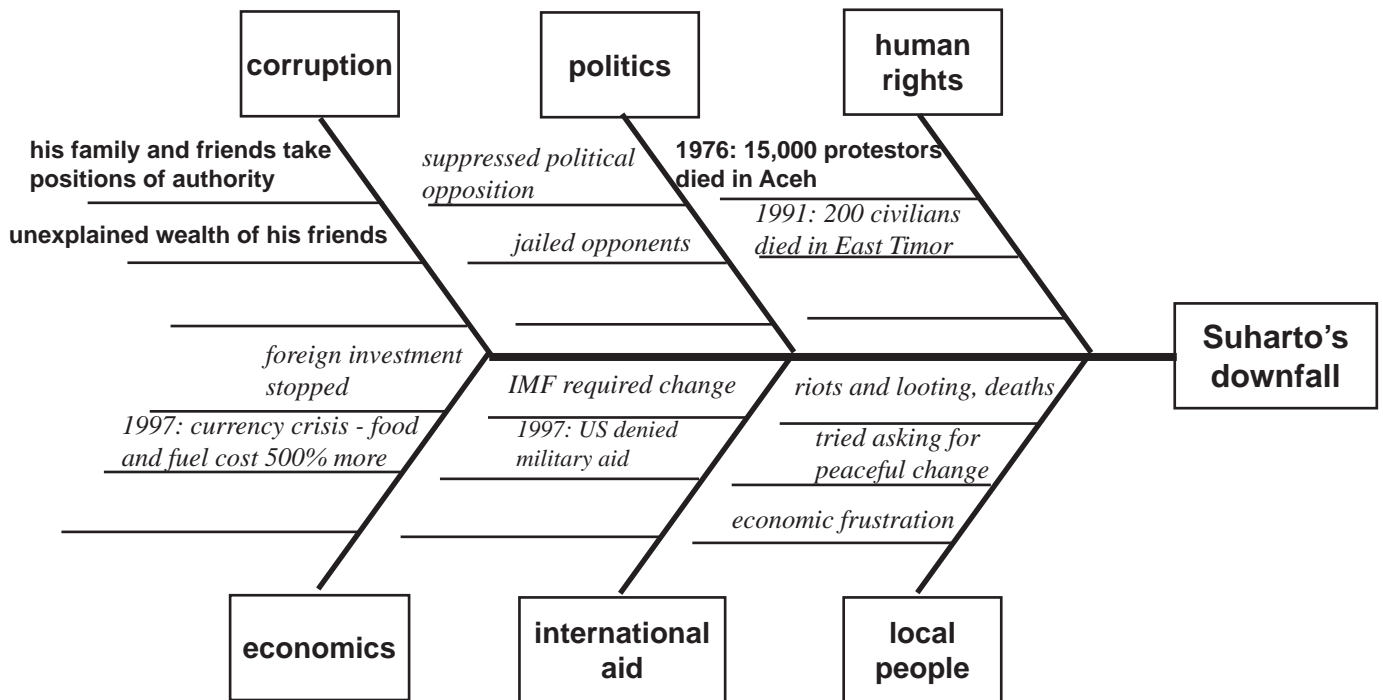 corruption
politics
human
rights
his family and friends take
positions of authority
unexplained wealth of his friends
suppressed political
opposition
jailed opponents
1976: 15,000 protestors
died in Aceh
1991: 200 civilians
died in East Timor
Suharto’s
downfall
foreign investment
stopped
1997: currency crisis - food
and fuel cost 500% more
IMF required change
1997: US denied
military aid
riots and looting, deaths
tried asking for
peaceful change
economic frustration
economics
international
aid
local
people